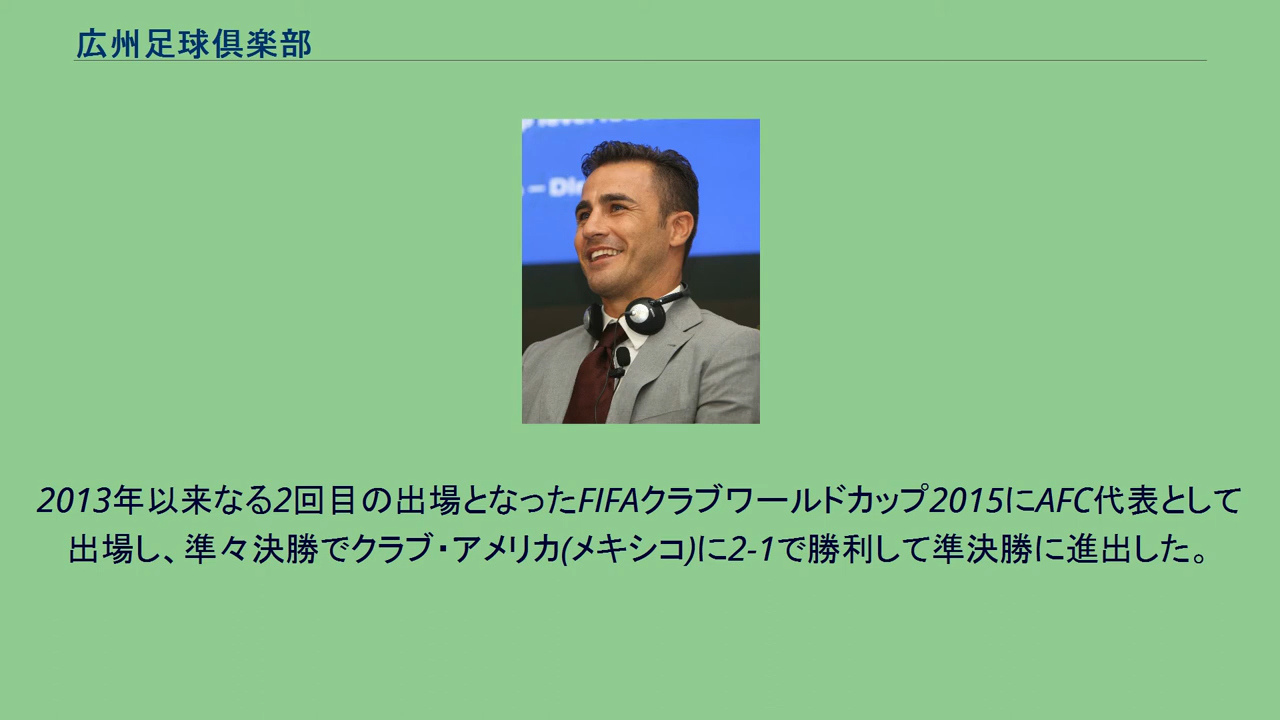 広州足球倶楽部
– Di
2013年以来なる2回目の出場となったFIFAクラブワールドカップ2015にAFC代表として
出場し、準々決勝でクラブ・アメリカ(メキシコ)に2-1で勝利して準決勝に進出した。